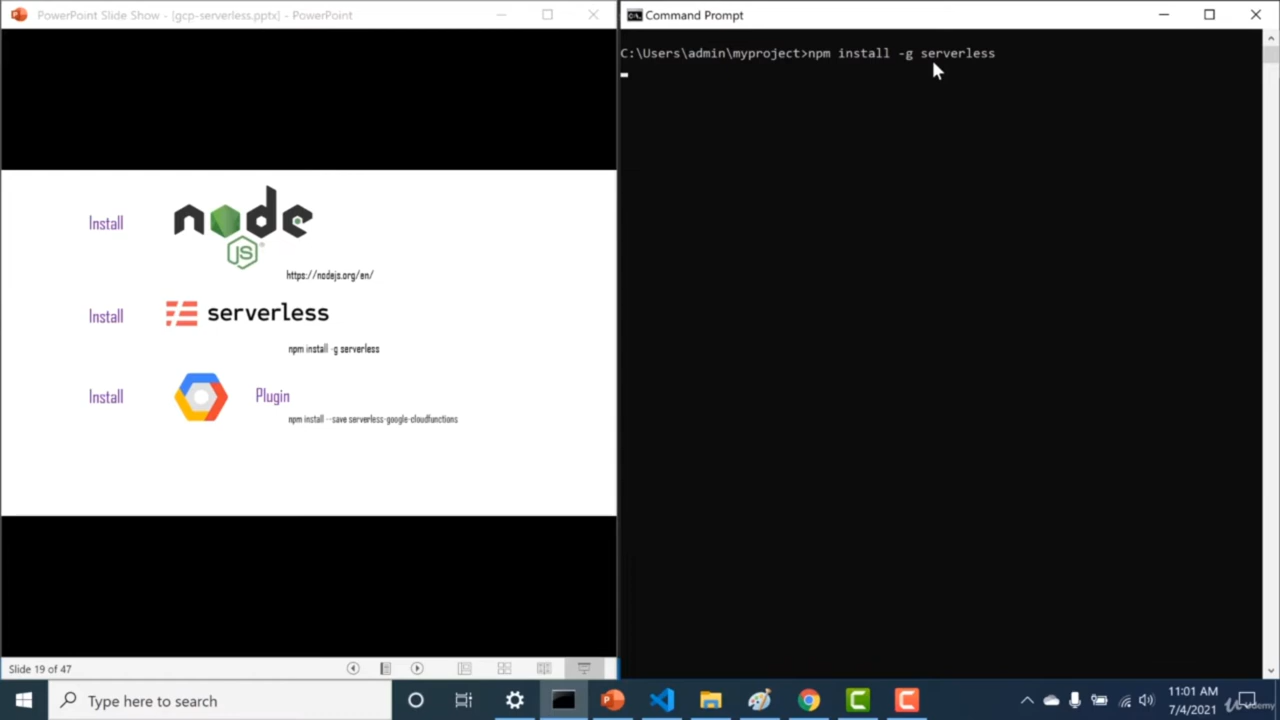 PowerPoint Slide Show - [gcp-serverless.pptx] - PowerPoint
Command Prompt
C:\Users\admin\myproject>npm install -g serverless
Install
node
JS
https://nodejs.org/en/
Install
serverless
npm install -g serverless
Install
Plugin
npm install --save serverless-google-cloudfunctions
Slide 19 of 47
Type here to search
11:01 AM
7/4/2021
Udemy